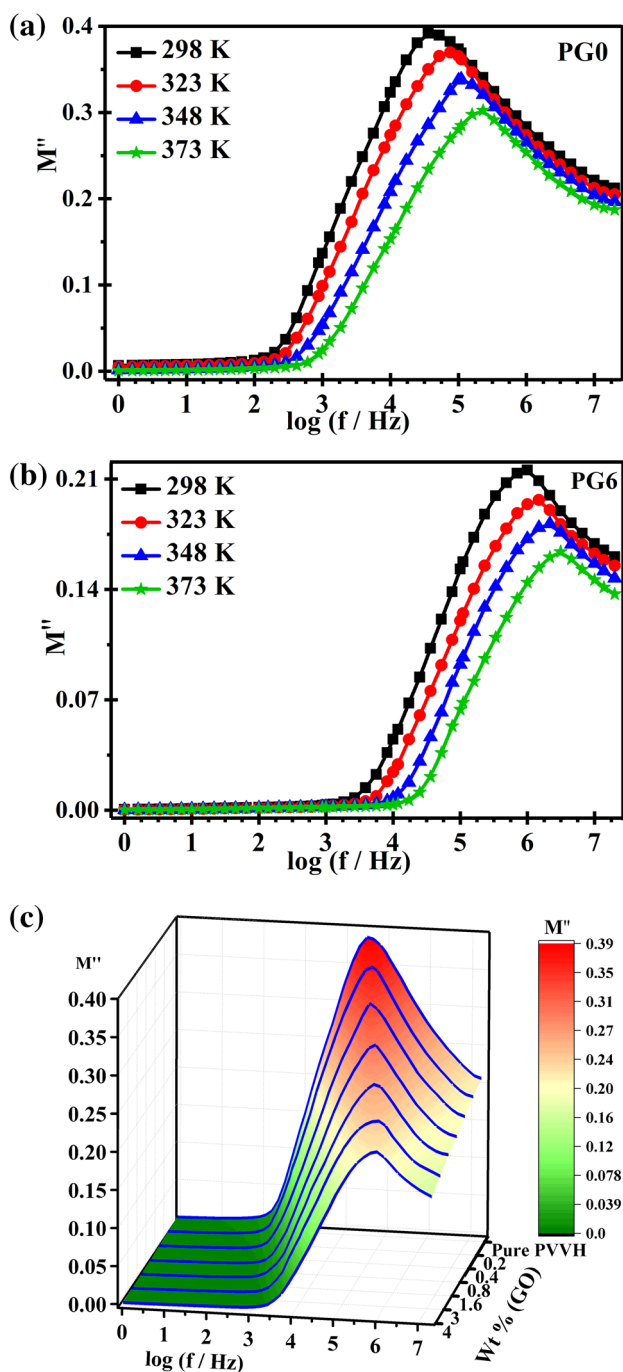 (a)
0.4
0.3
0.2
0.1
0.0
M"
298 K
323 K
348 K
373 K
PG0
0 1 2 3 4 5 6 7
log (f / Hz)
(b)
0.21
0.14
0.07
0.00
M"
298 K
323 K
348 K
373 K
PG6
0 1 2 3 4 5 6 7
log (f / Hz)
(c)
M"
0.40
0.35
0.30
0.25
0.20
0.15
0.10
0.05
0.00
0 1 2 3 4 5 6 7
log (f / Hz)
Pure PVVH
0.2
0.4
0.8
1.6
3
4
Wt % (GO)
M"
0.39
0.35
0.31
0.27
0.23
0.19
0.16
0.12
0.078
0.039
0.0